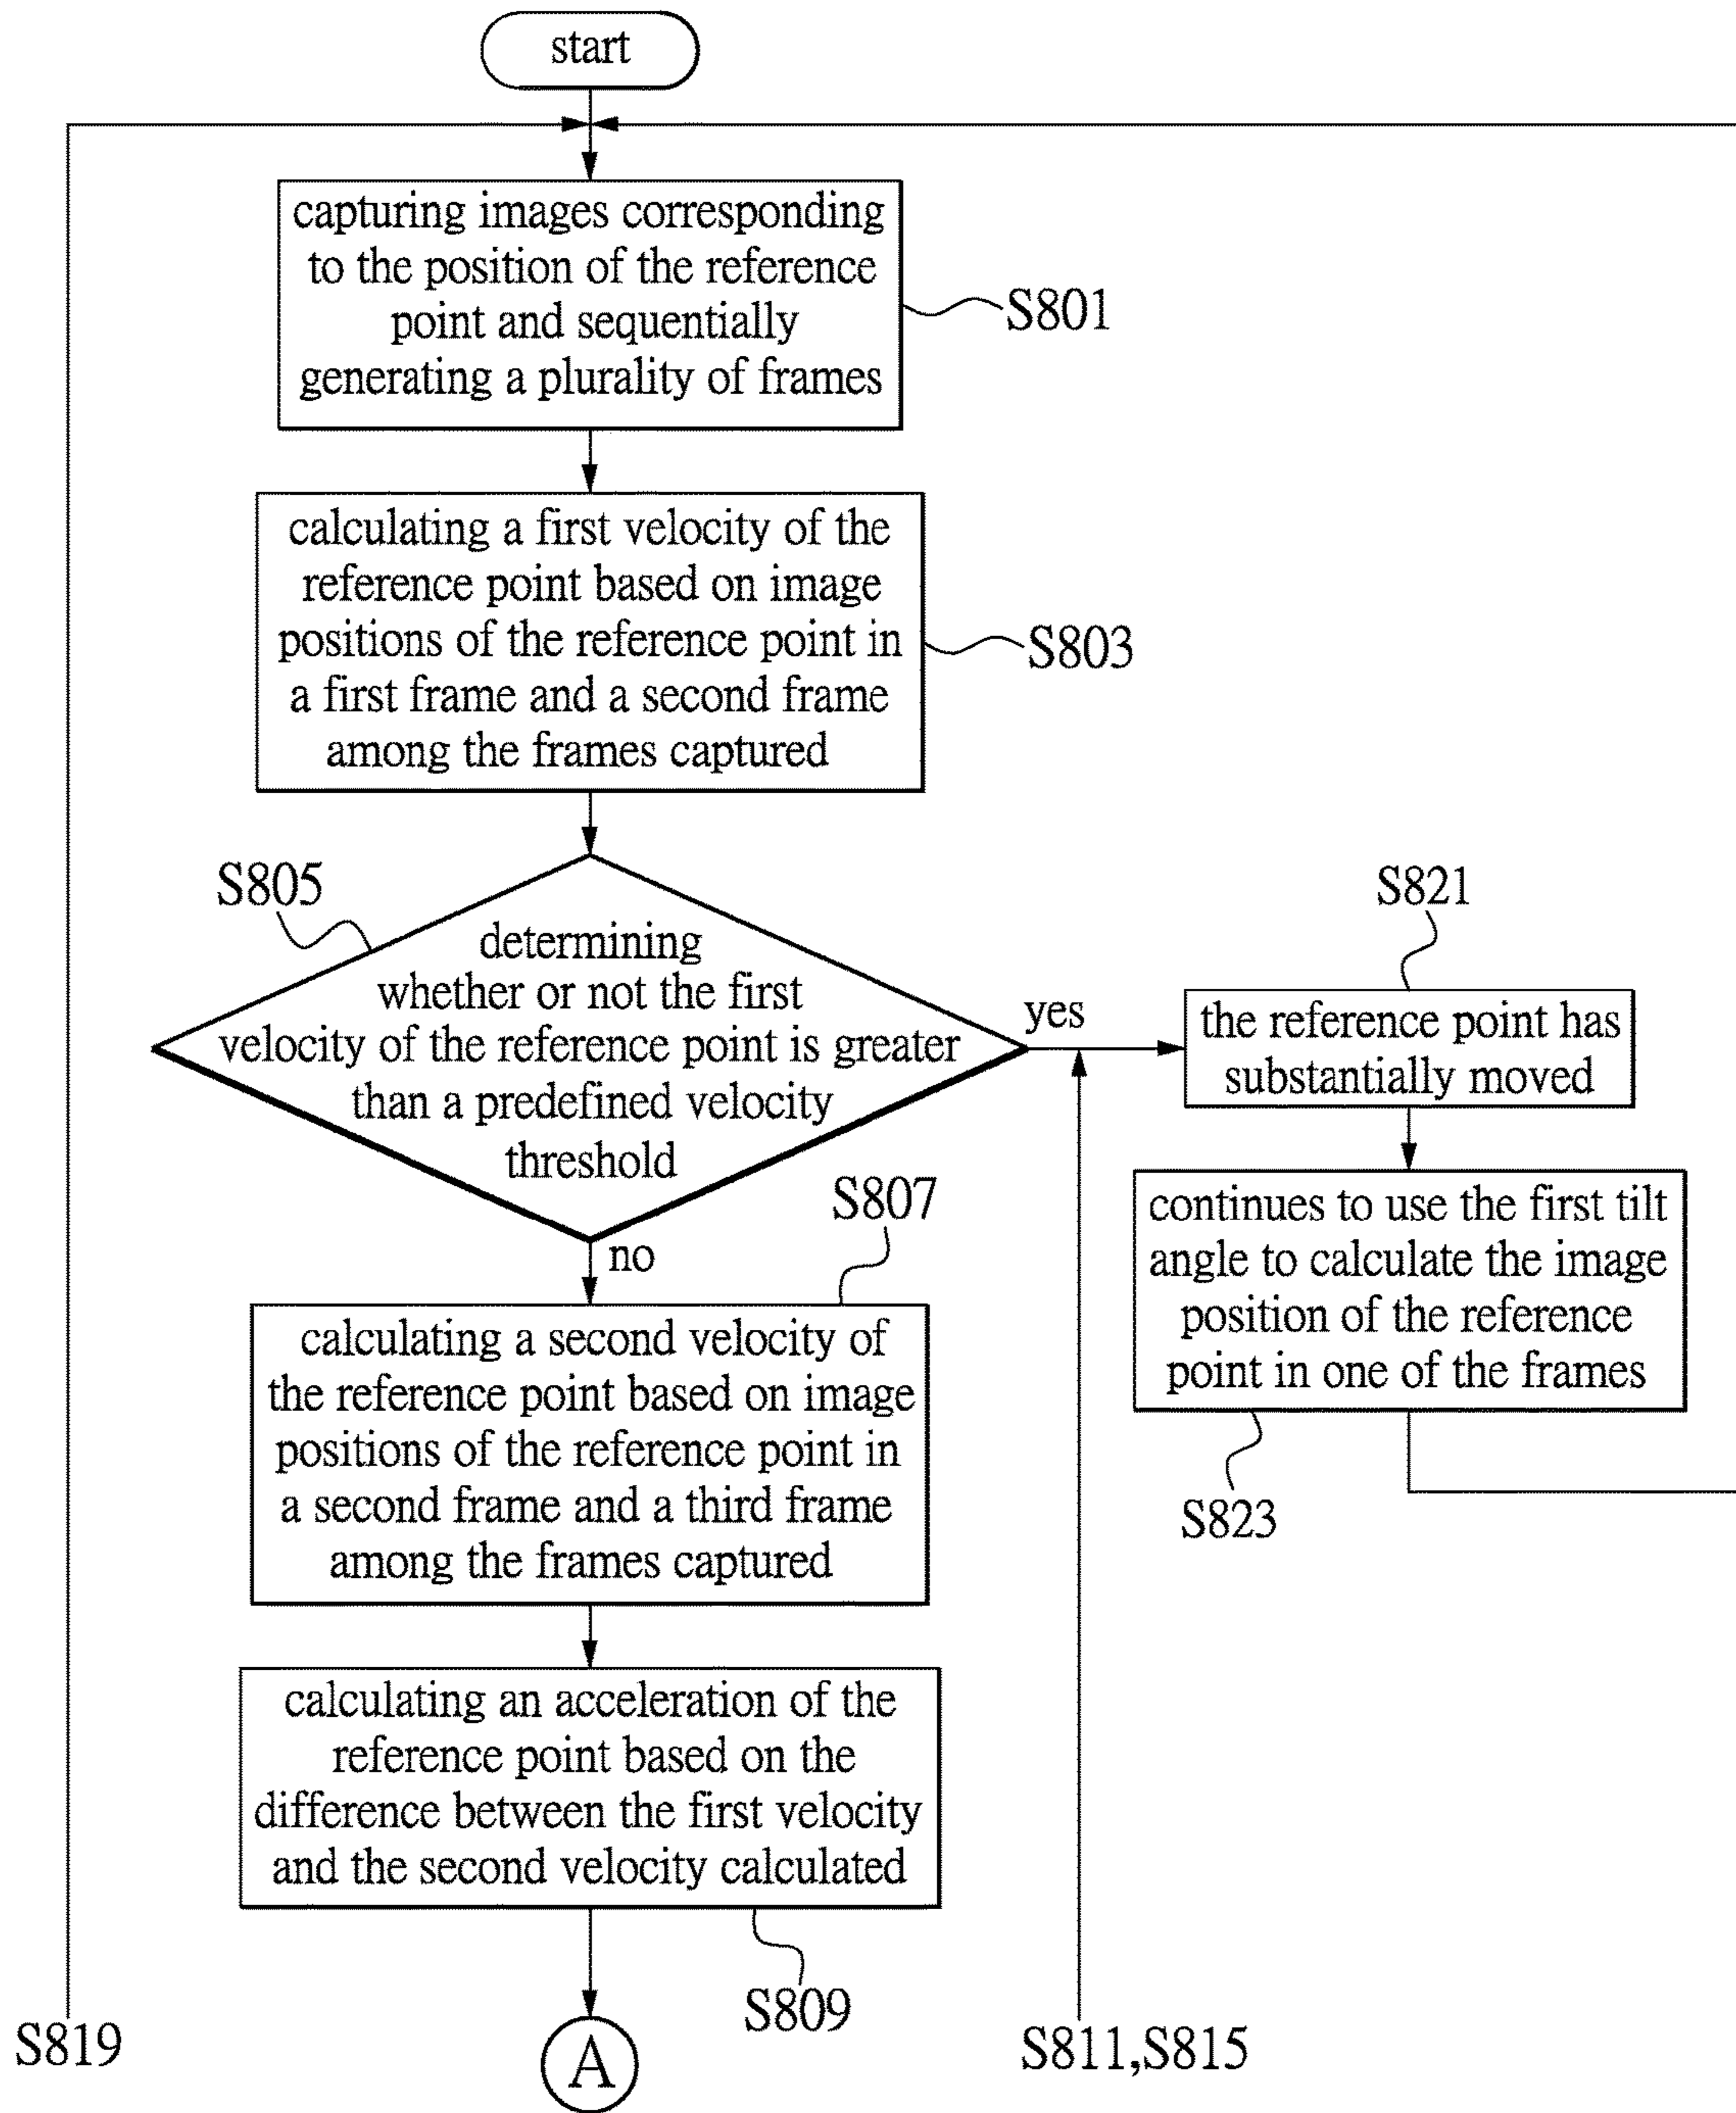 start
capturing images corresponding
to the position of the reference
point and sequentially
generating a plurality of frames
S801
calculating a first velocity of the
reference point based on image
positions of the reference point in
a first frame and a second frame
among the frames captured
S803
S805
determining
whether or not the first
velocity of the reference point is greater
than a predefined velocity
threshold
yes
no
S821
the reference point has
substantially moved
continues to use the first tilt
angle to calculate the image
position of the reference
point in one of the frames
S823
S807
calculating a second velocity of
the reference point based on image
positions of the reference point in
a second frame and a third frame
among the frames captured
calculating an acceleration of the
reference point based on the
difference between the first velocity
and the second velocity calculated
S809
S819
A
S811,S815